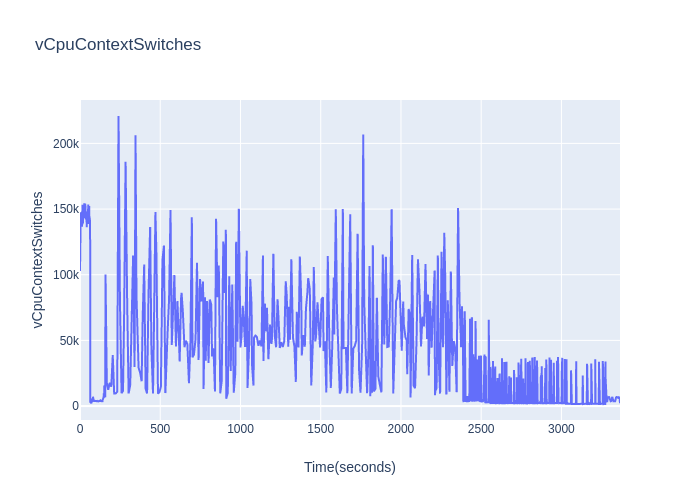 vCpuContextSwitches
200k
150k
100k
50k
0
vCpuContextSwitches
0
500
1000
1500
2000
2500
3000
Time(seconds)